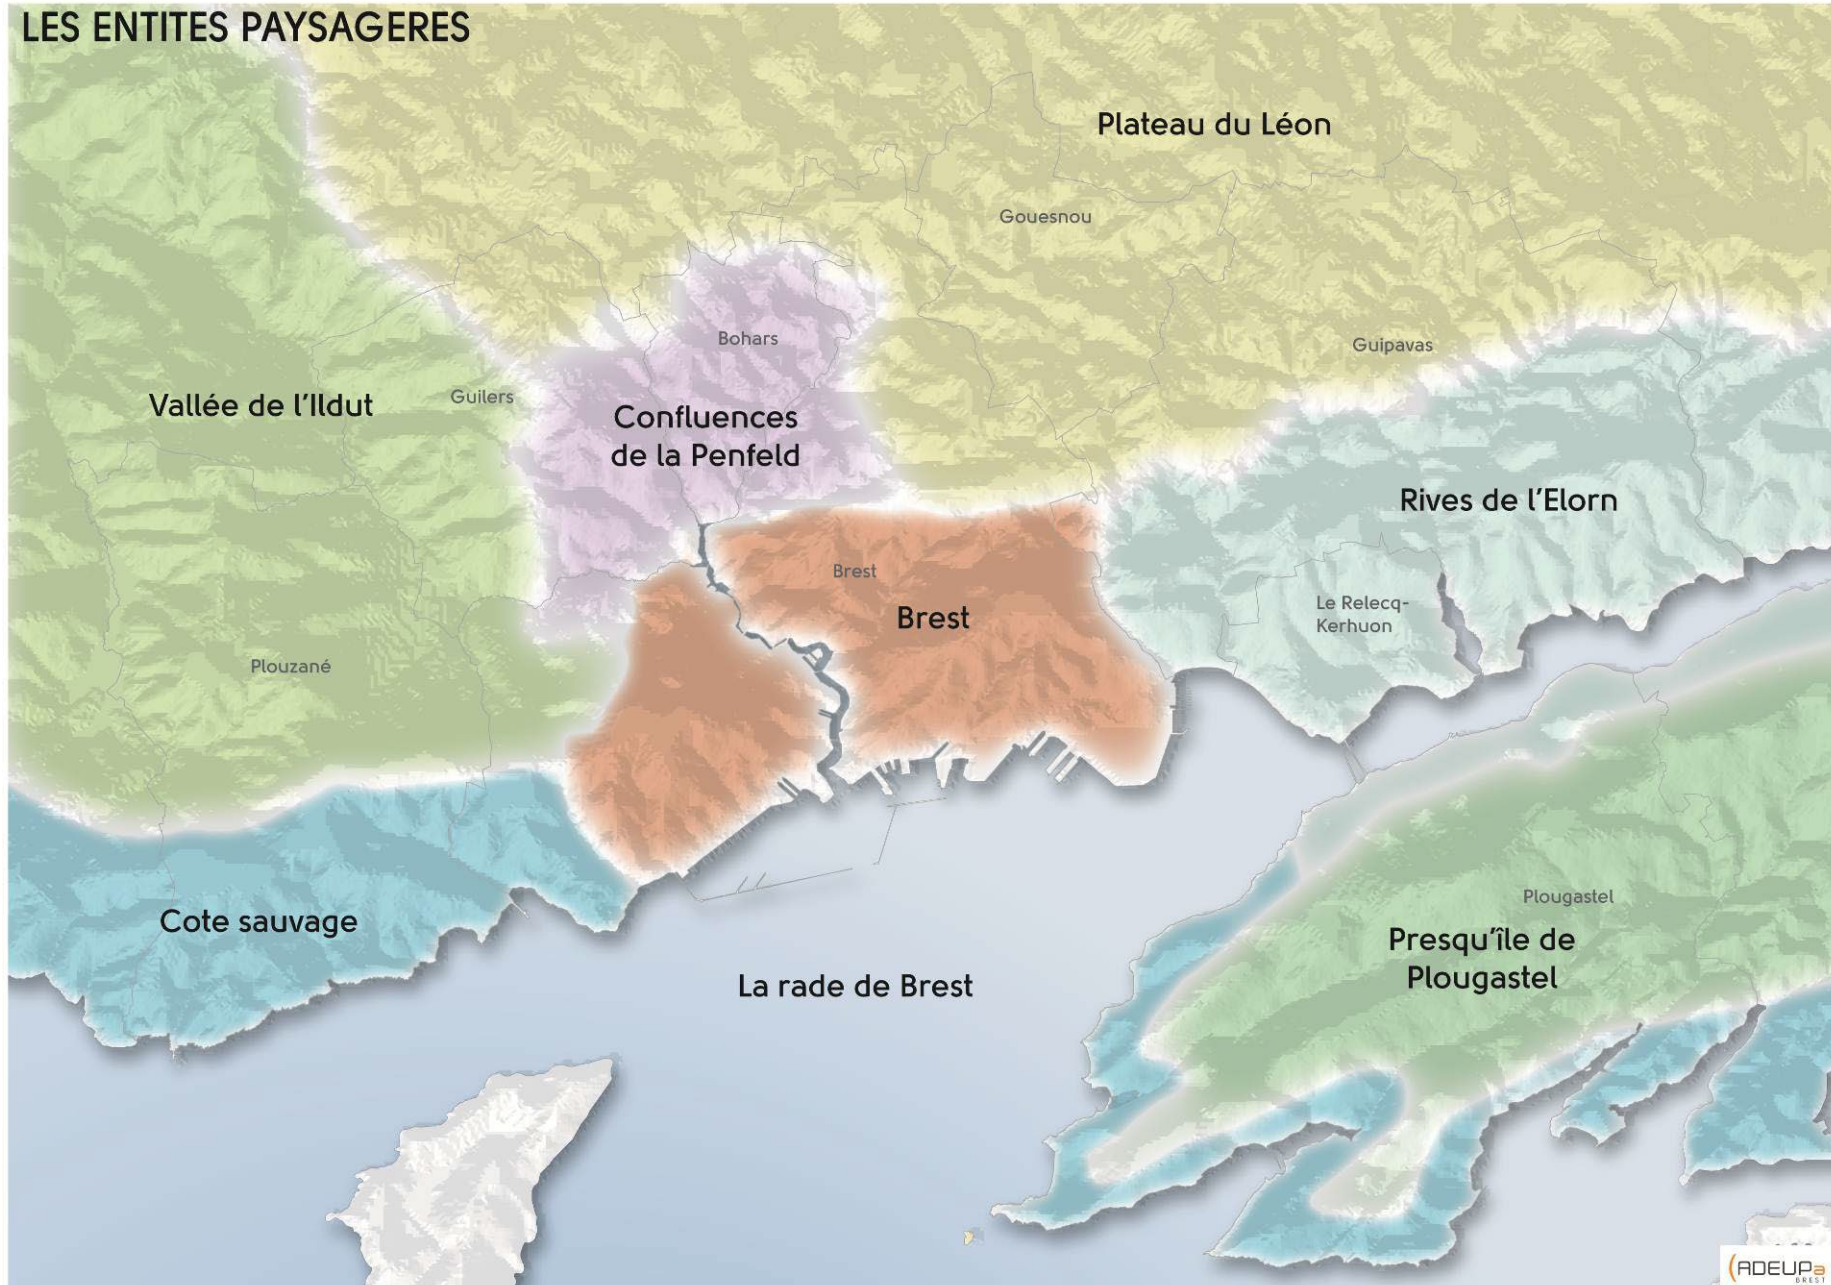 LES ENTITES PAYSAGERES
Plateau du Léon
Gouesnou
Bohars
Guipavas
Guilers
Vallée de l'Ildut
Confluences
de la Penfeld
Rives de l'Elorn
Brest
Brest
Le Relecq-
Kerhuon
Plouzané
Plougastel
Cote sauvage
Presqu'île de
Plougastel
La rade de Brest
ADEUPa
BREST